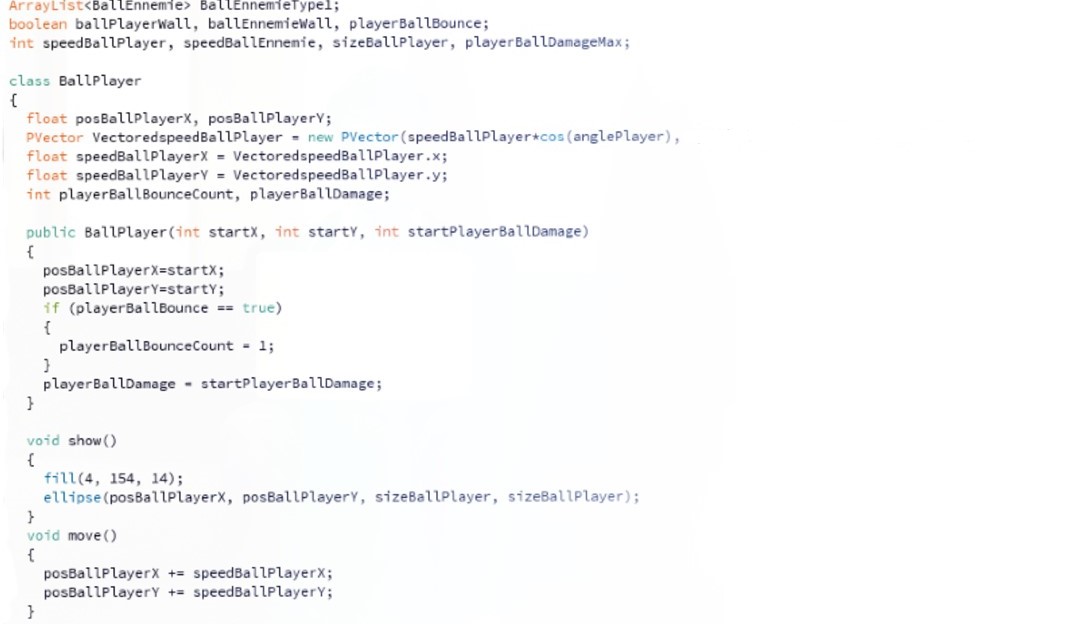 ArrayList<BallEnnemie> BallEnnemieType1;
boolean ballPlayerWall, ballEnnemieWall, playerBallBounce;
int speedBallPlayer, speedBallEnnemie, sizeBallPlayer, playerBallDamageMax;

class BallPlayer
{
  float posBallPlayerX, posBallPlayerY;
  PVector VectoredspeedBallPlayer = new PVector(speedBallPlayer*cos(anglePlayer),
  float speedBallPlayerX = VectoredspeedBallPlayer.x;
  float speedBallPlayerY = VectoredspeedBallPlayer.y;
  int playerBallBounceCount, playerBallDamage;

  public BallPlayer(int startX, int startY, int startPlayerBallDamage)
  {
    posBallPlayerX=startX;
    posBallPlayerY=startY;
    if (playerBallBounce == true)
    {
      playerBallBounceCount = 1;
    }
    playerBallDamage = startPlayerBallDamage;
  }

  void show()
  {
    fill(4, 154, 14);
    ellipse(posBallPlayerX, posBallPlayerY, sizeBallPlayer, sizeBallPlayer);
  }
  void move()
  {
    posBallPlayerX += speedBallPlayerX;
    posBallPlayerY += speedBallPlayerY;
  }